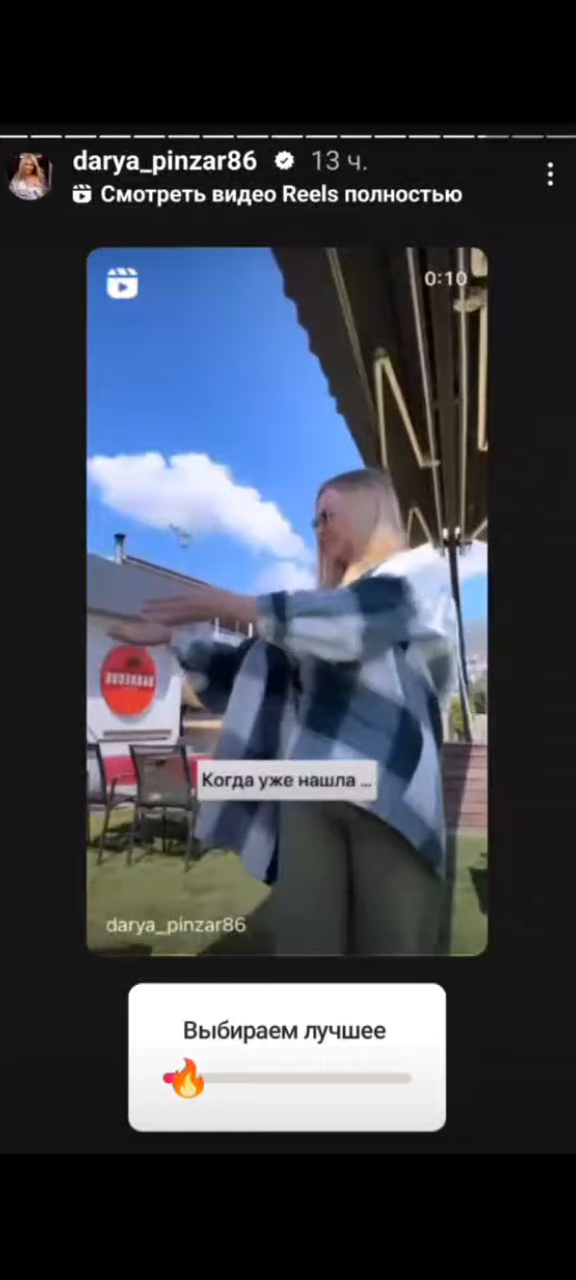 darya_pinzar86 13 ч.
Смотреть видео Reels полностью
0:10
Когда уже нашла ...
darya_pinzar86
Выбираем лучшее